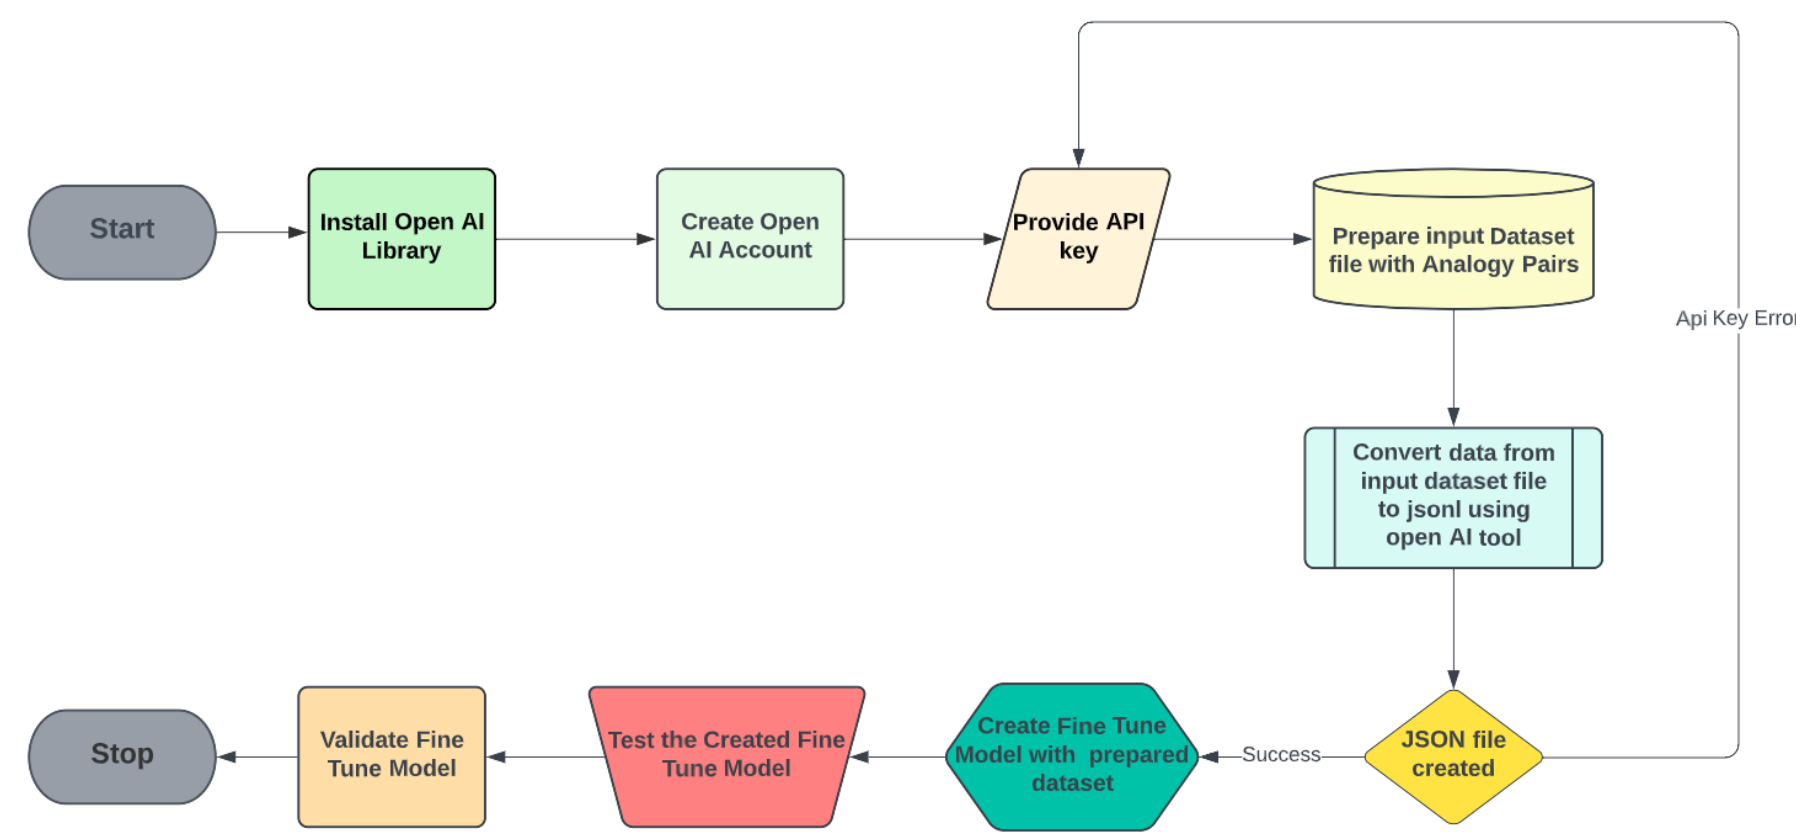 Start
Install Open AI
Library
Create Open
AI Account
Provide API
key
Prepare input Dataset
file with Analogy Pairs
Api Key Error
Convert data from
input dataset file
to jsonl using
open AI tool
JSON file
created
Success
Create Fine Tune
Model with prepared
dataset
Test the Created Fine
Tune Model
Validate Fine
Tune Model
Stop